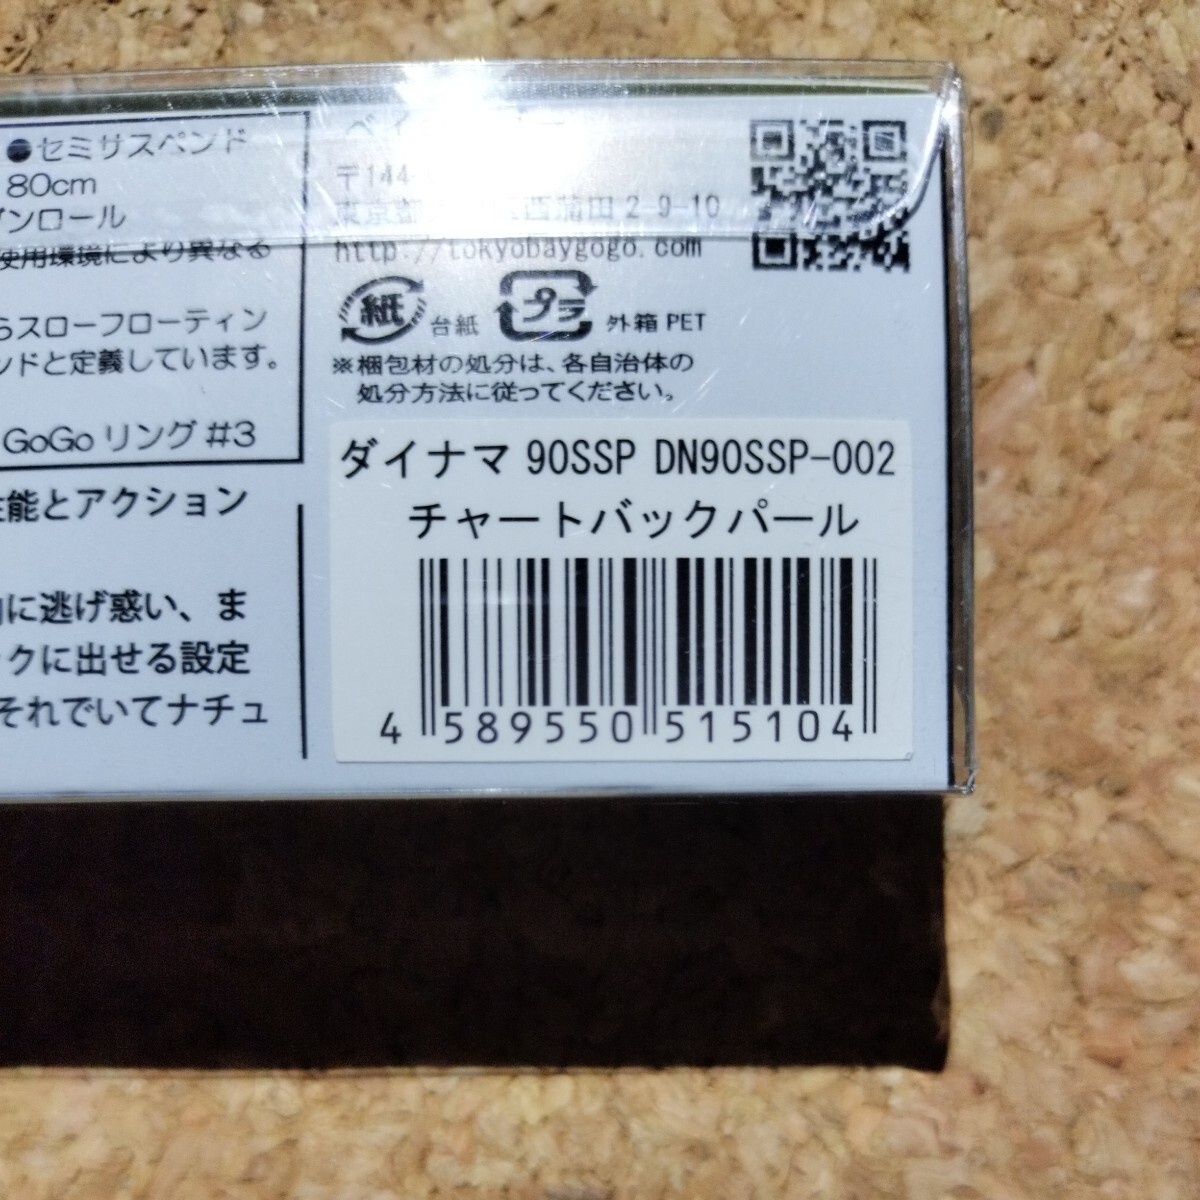 ●セミサスペンド
80cm
ンロール
使用環境により異なる
らスローフローティン
ンドと定義しています。
GoGo リング #3
性能とアクション
に逃げ惑い、ま
クに出せる設定
それでいてナチュ
〒144
東京都 西蒲田 2-9-10
http://tokyobaygogo.com
紙 台紙 プラ 外箱 PET
※梱包材の処分は、各自治体の
処分方法に従ってください。
ダイナマ 90SSP DN90SSP-002
チャートバックパール
4 589550 515104